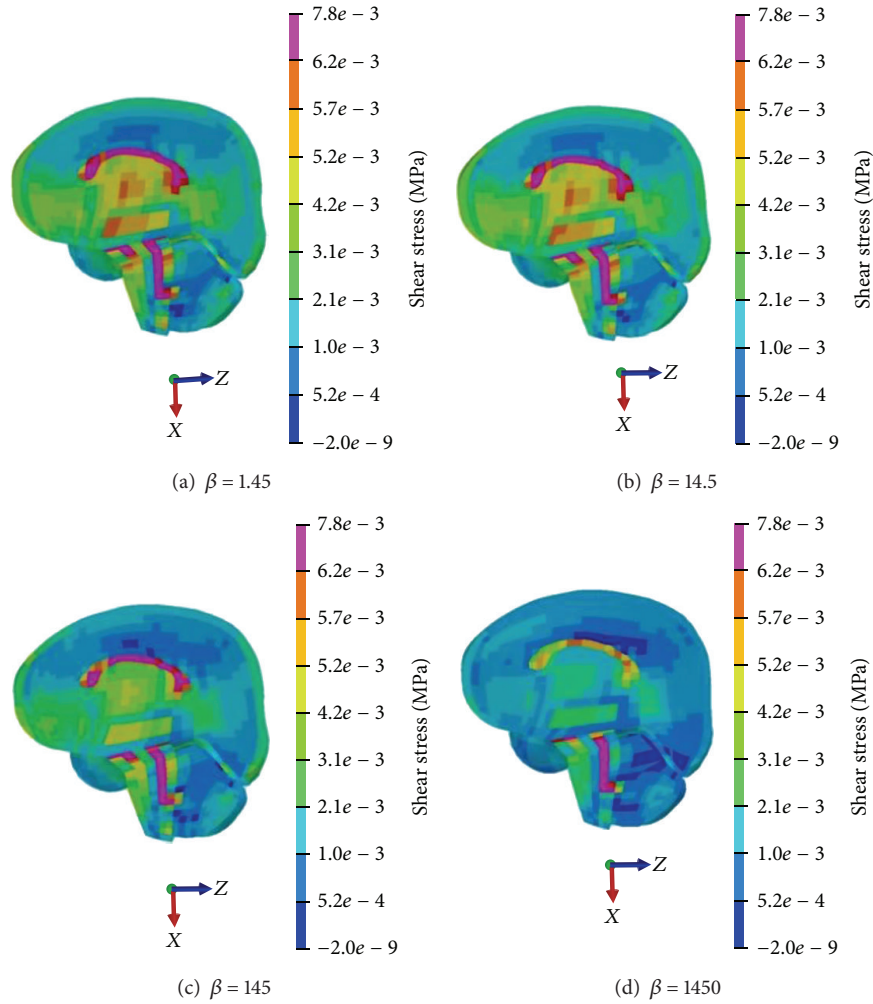 7.8e − 3
6.2e − 3
5.7e − 3
5.2e − 3
4.2e − 3
3.1e − 3
2.1e − 3
1.0e − 3
5.2e − 4
−2.0e − 9
Shear stress (MPa)
Z
X
(a) β = 1.45
7.8e − 3
6.2e − 3
5.7e − 3
5.2e − 3
4.2e − 3
3.1e − 3
2.1e − 3
1.0e − 3
5.2e − 4
−2.0e − 9
Shear stress (MPa)
Z
X
(b) β = 14.5
7.8e − 3
6.2e − 3
5.7e − 3
5.2e − 3
4.2e − 3
3.1e − 3
2.1e − 3
1.0e − 3
5.2e − 4
−2.0e − 9
Shear stress (MPa)
Z
X
(c) β = 145
7.8e − 3
6.2e − 3
5.7e − 3
5.2e − 3
4.2e − 3
3.1e − 3
2.1e − 3
1.0e − 3
5.2e − 4
−2.0e − 9
Shear stress (MPa)
Z
X
(d) β = 1450